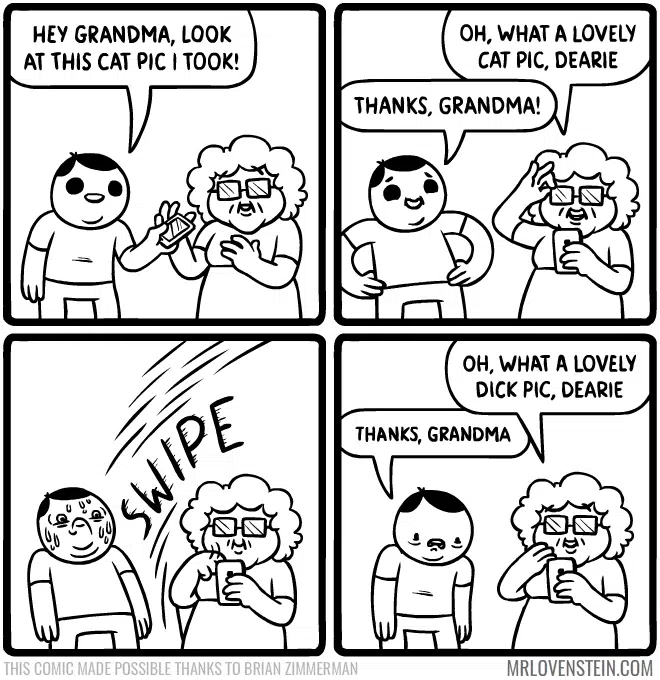 HEY GRANDMA, LOOK
AT THIS CAT PIC I TOOK!
OH, WHAT A LOVELY
CAT PIC, DEARIE
THANKS, GRANDMA!
SWIPE
OH, WHAT A LOVELY
DICK PIC, DEARIE
THANKS, GRANDMA
THIS COMIC MADE POSSIBLE THANKS TO BRIAN ZIMMERMAN
MRLOVENSTEIN.COM